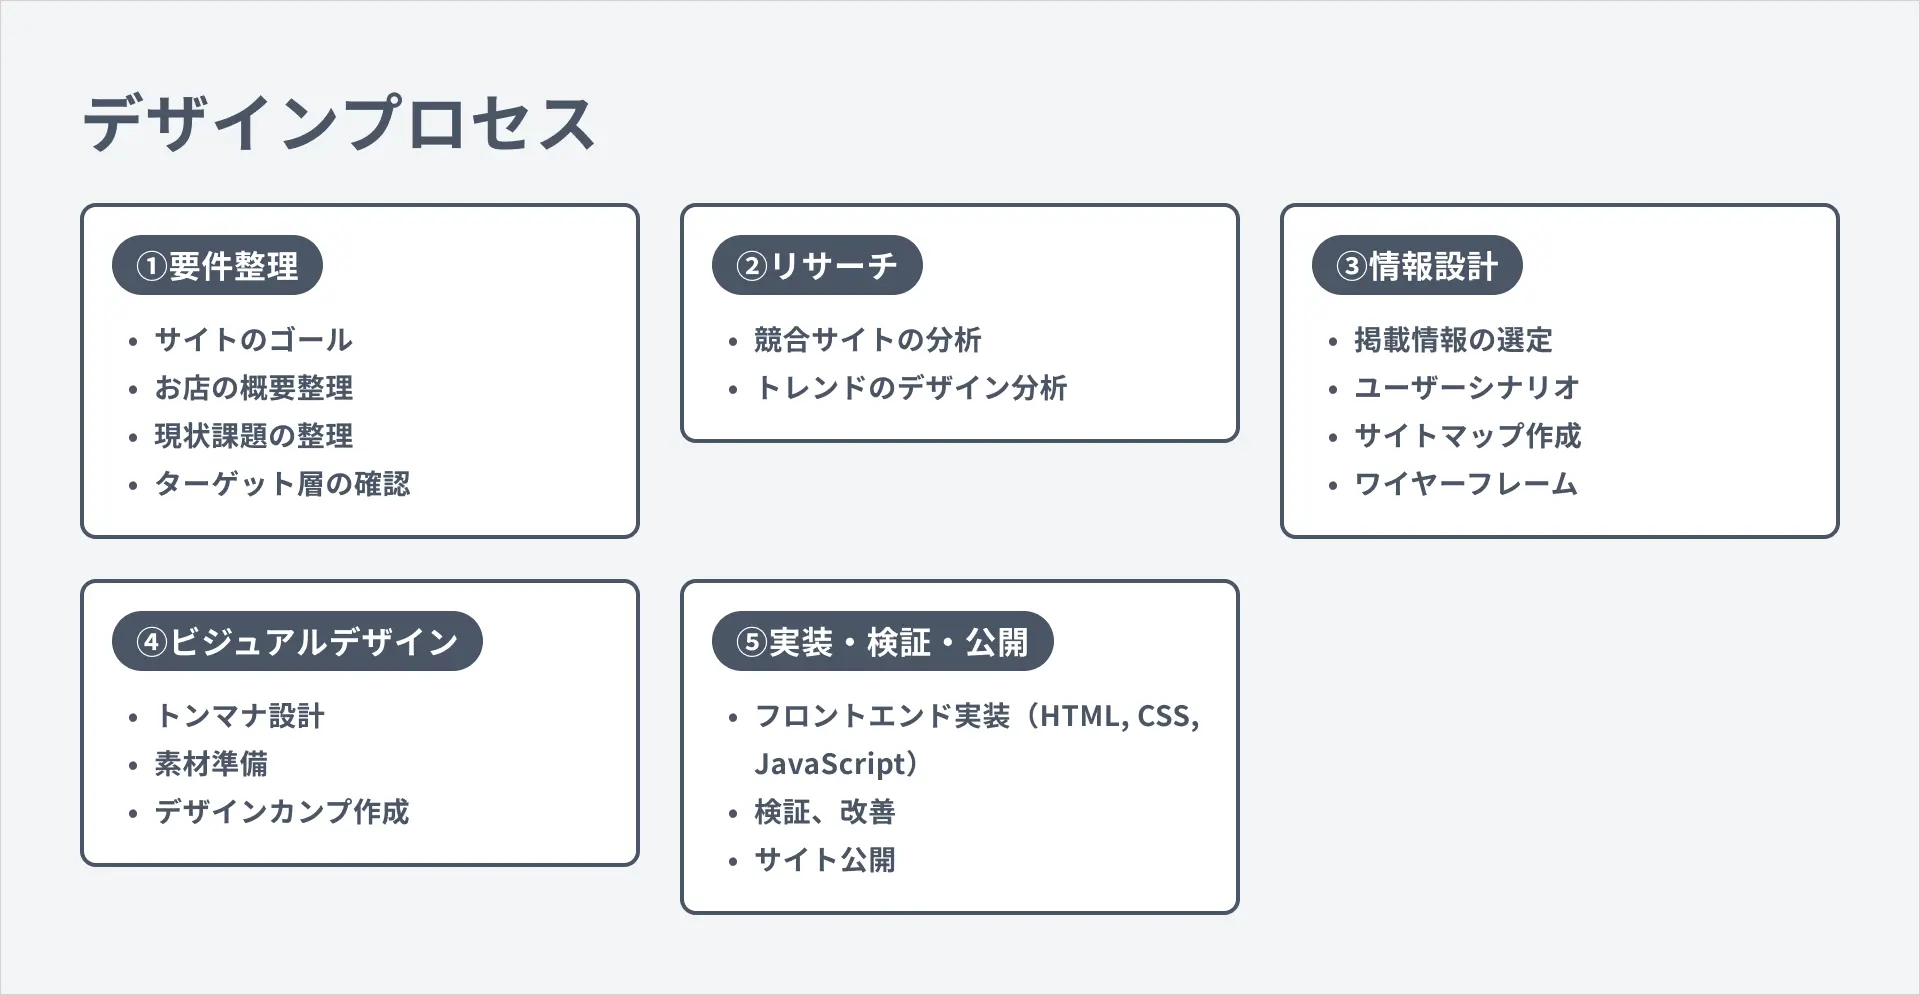 デザインプロセス
①要件整理
• サイトのゴール
• お店の概要整理
• 現状課題の整理
• ターゲット層の確認
②リサーチ
• 競合サイトの分析
• トレンドのデザイン分析
③情報設計
• 掲載情報の選定
• ユーザーシナリオ
• サイトマップ作成
• ワイヤーフレーム
④ビジュアルデザイン
• トンマナ設計
• 素材準備
• デザインカンプ作成
⑤実装・検証・公開
• フロントエンド実装（HTML, CSS,
JavaScript）
• 検証、改善
• サイト公開